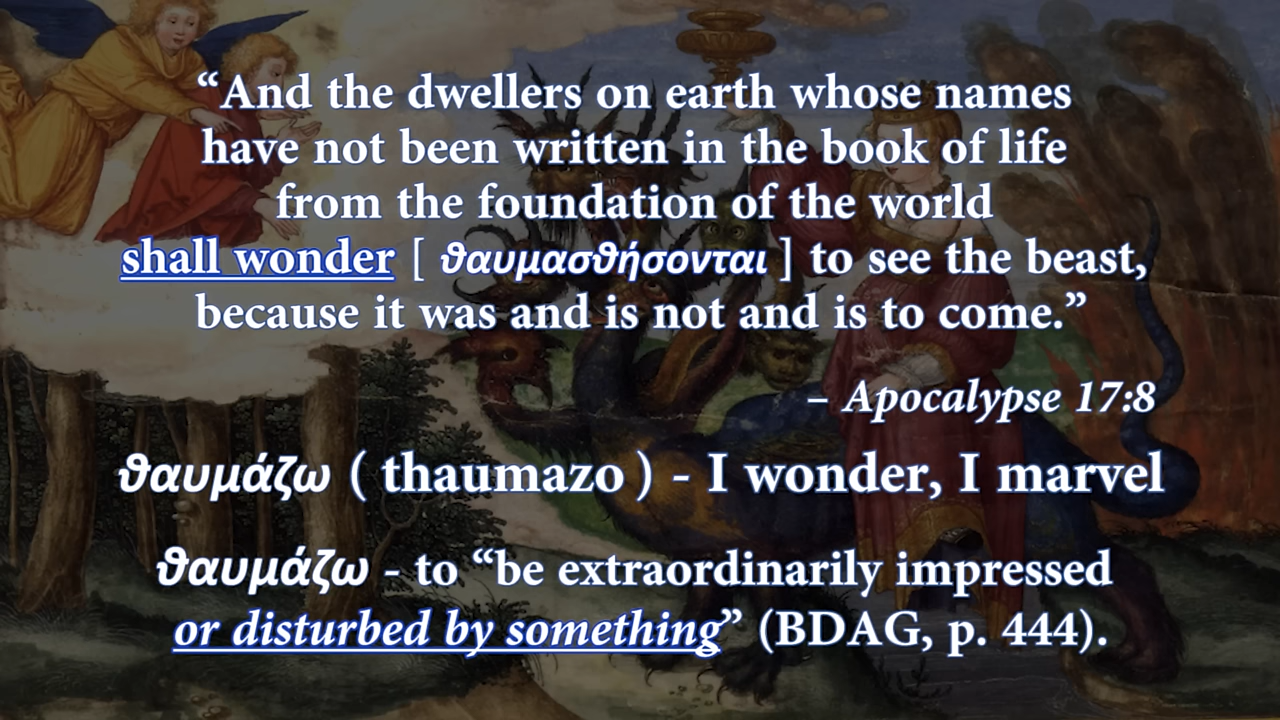 “And the dwellers on earth whose names
have not been written in the book of life
from the foundation of the world
shall wonder [ ϑαυμασϑήσονται ] to see the beast,
because it was and is not and is to come.”
– Apocalypse 17:8
ϑαυμάζω ( thaumazo ) - I wonder, I marvel
ϑαυμάζω - to “be extraordinarily impressed
or disturbed by something” (BDAG, p. 444).